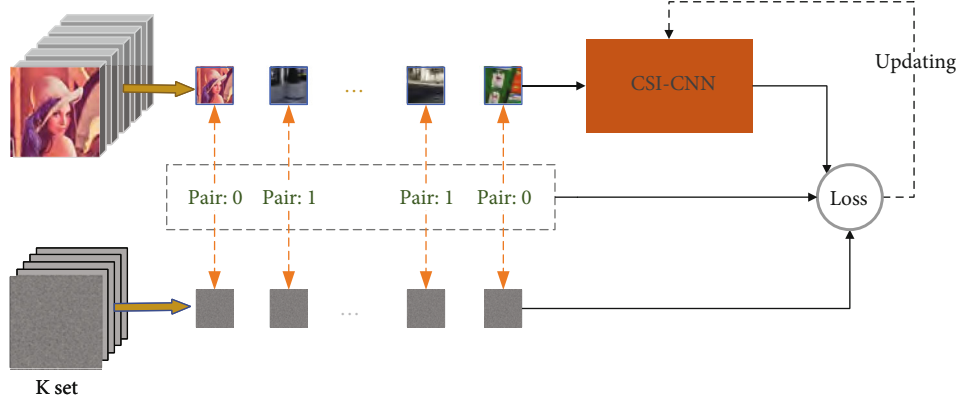 Updating
CSI-CNN
...
Pair: 0
Pair: 1
Pair: 1
Pair: 0
Loss
...
K set